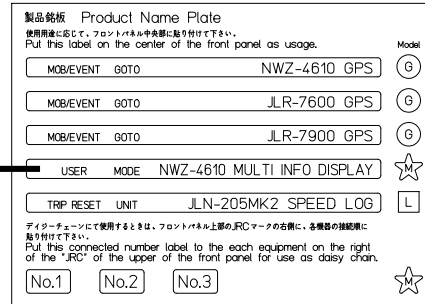 製品銘板 Product Name Plate
使用用途に応じて、フロントパネル中央部に貼り付けて下さい。
Put this label on the center of the front panel as usage. Model
MOB/EVENT GOTO NWZ-4610 GPS G
MOB/EVENT GOTO JLR-7600 GPS G
MOB/EVENT GOTO JLR-7900 GPS G
USER MODE NWZ-4610 MULTI INFO DISPLAY M
TRIP RESET UNIT JLN-205MK2 SPEED LOG L
デイジーチェーンにて使用するときは、フロントパネル上部のJRCマークの右側に、各機器の接続順に
貼り付けて下さい。
Put this connected number label to the each equipment on the right
of the "JRC" of the upper of the front panel for use as daisy chain.
No.1 No.2 No.3 M